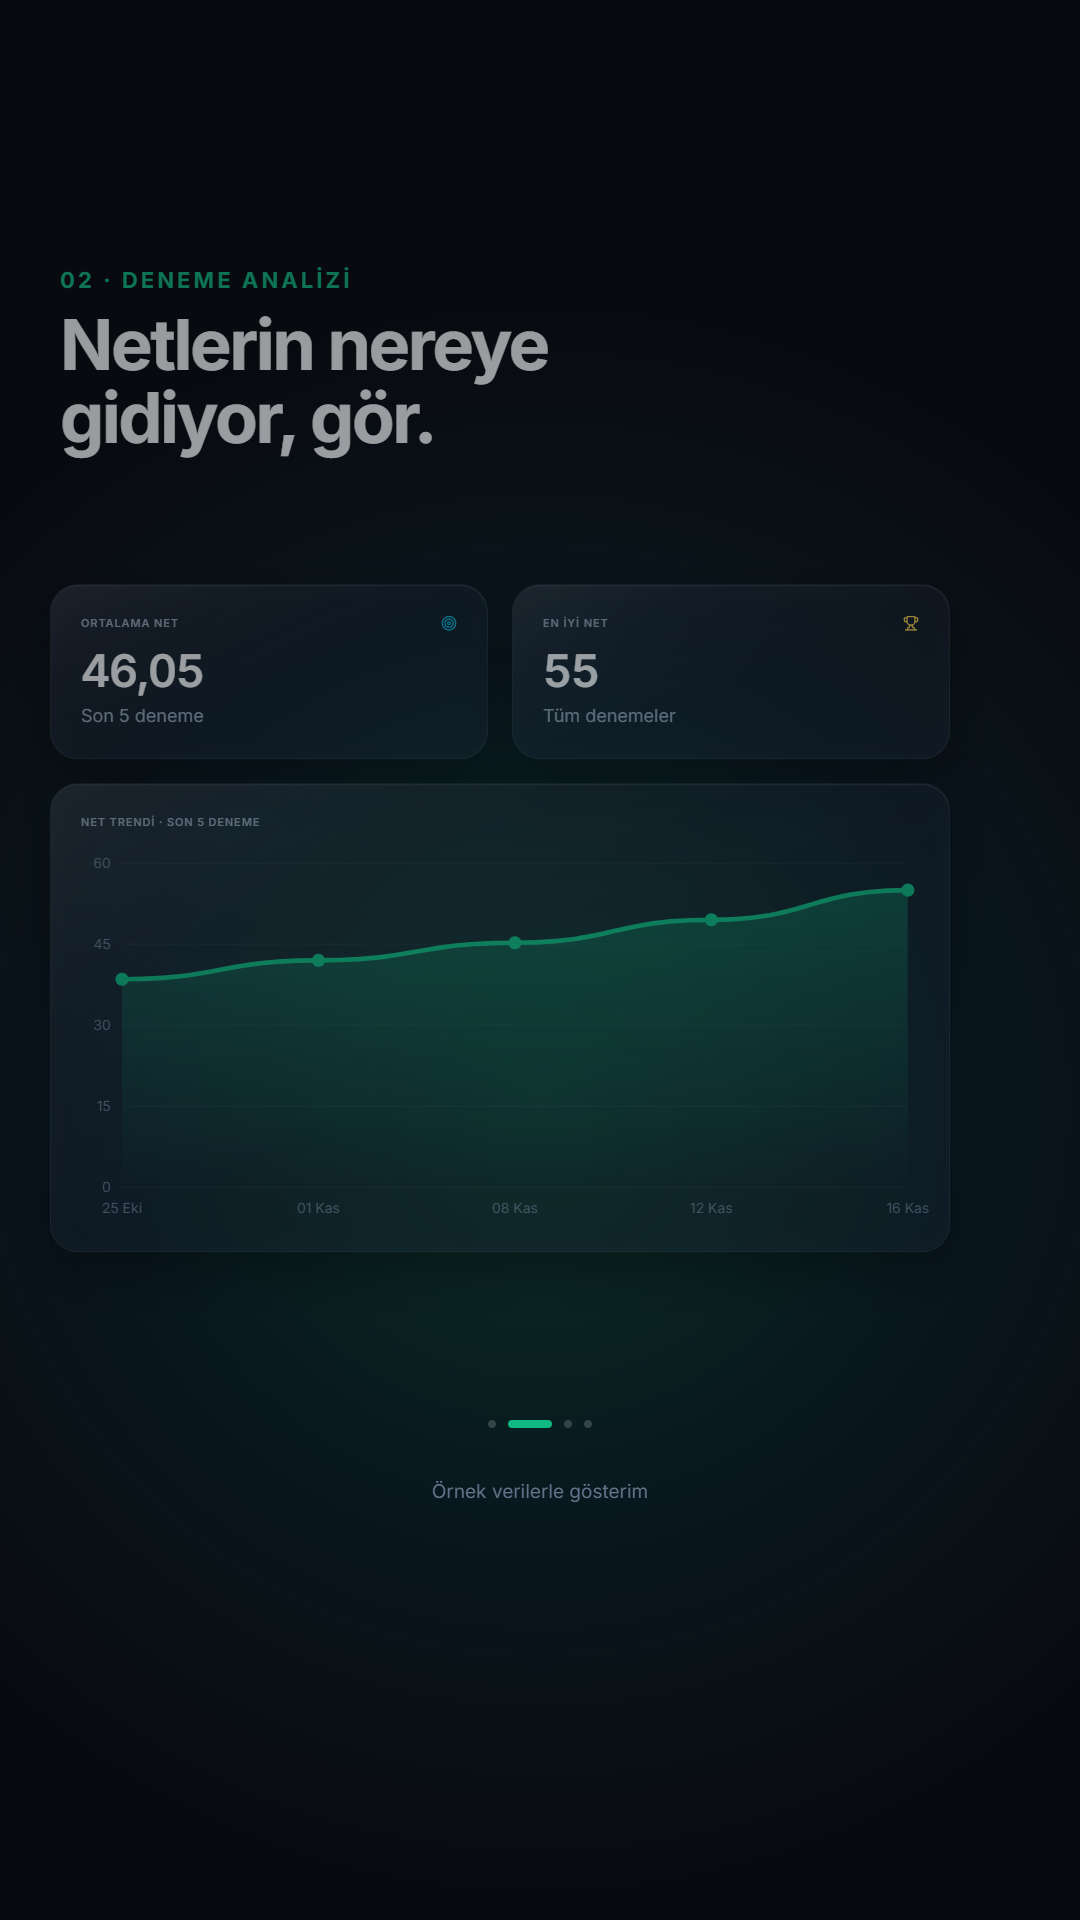 02 · DENEME ANALİZİ
Netlerin nereye
gidiyor, gör.
ORTALAMA NET
46,05
Son 5 deneme
EN İYİ NET
55
Tüm denemeler
NET TRENDİ · SON 5 DENEME
60
45
30
15
0
25 Eki
01 Kas
08 Kas
12 Kas
16 Kas
Örnek verilerle gösterim